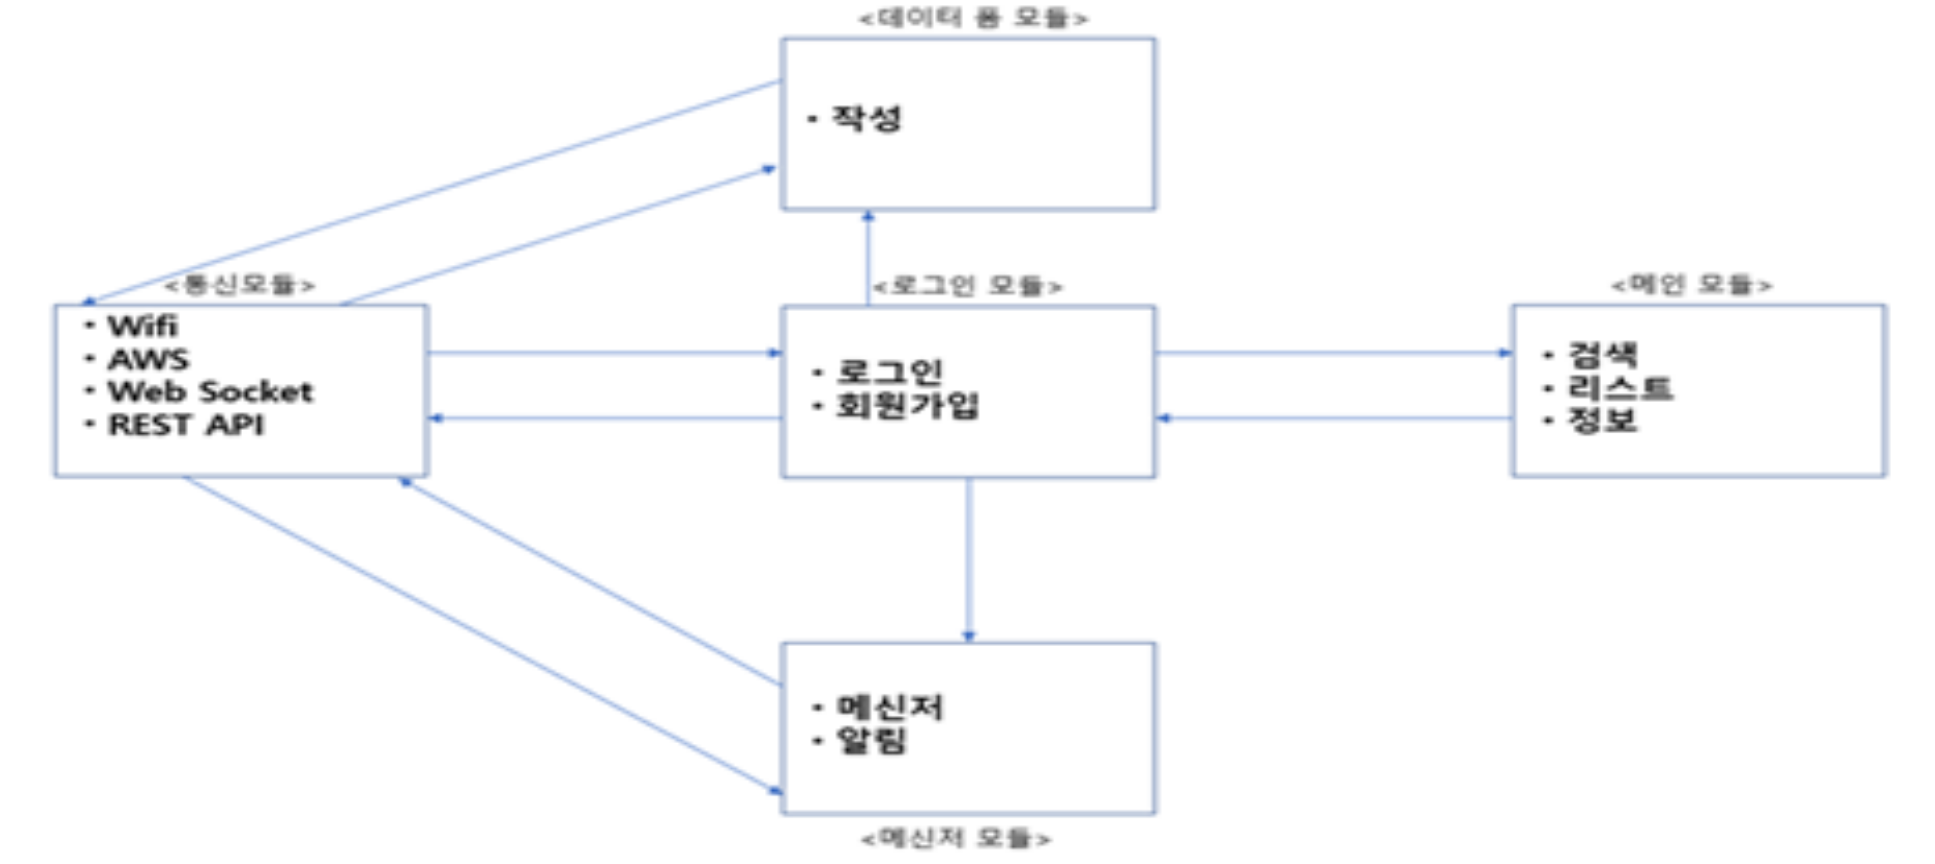 <데이터 폼 모듈>
• 작성
<통신모듈>
• Wifi
• AWS
• Web Socket
• REST API
<로그인 모듈>
• 로그인
• 회원가입
<메인 모듈>
• 검색
• 리스트
• 정보
• 메신저
• 알림
<메신저 모듈>